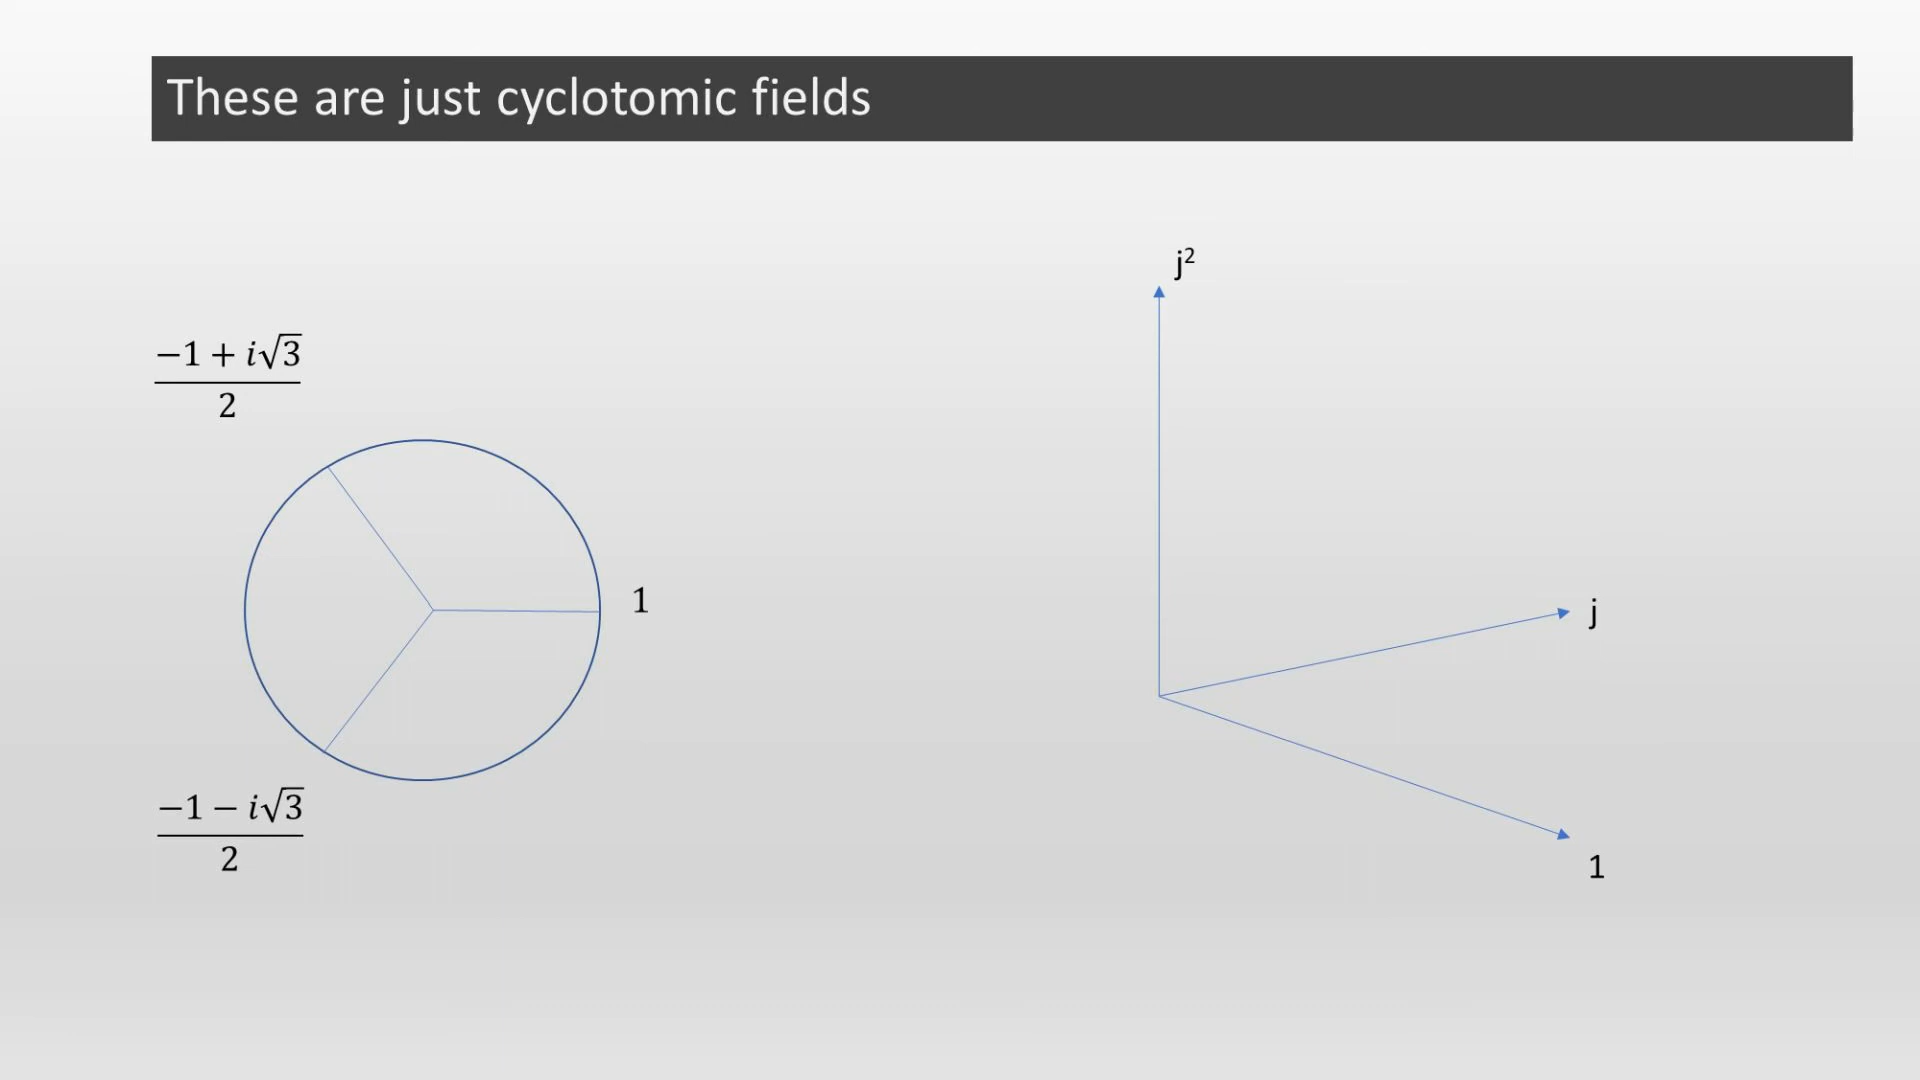 These are just cyclotomic fields
j²
−1 + i√3
2
1
j
−1 − i√3
2
1